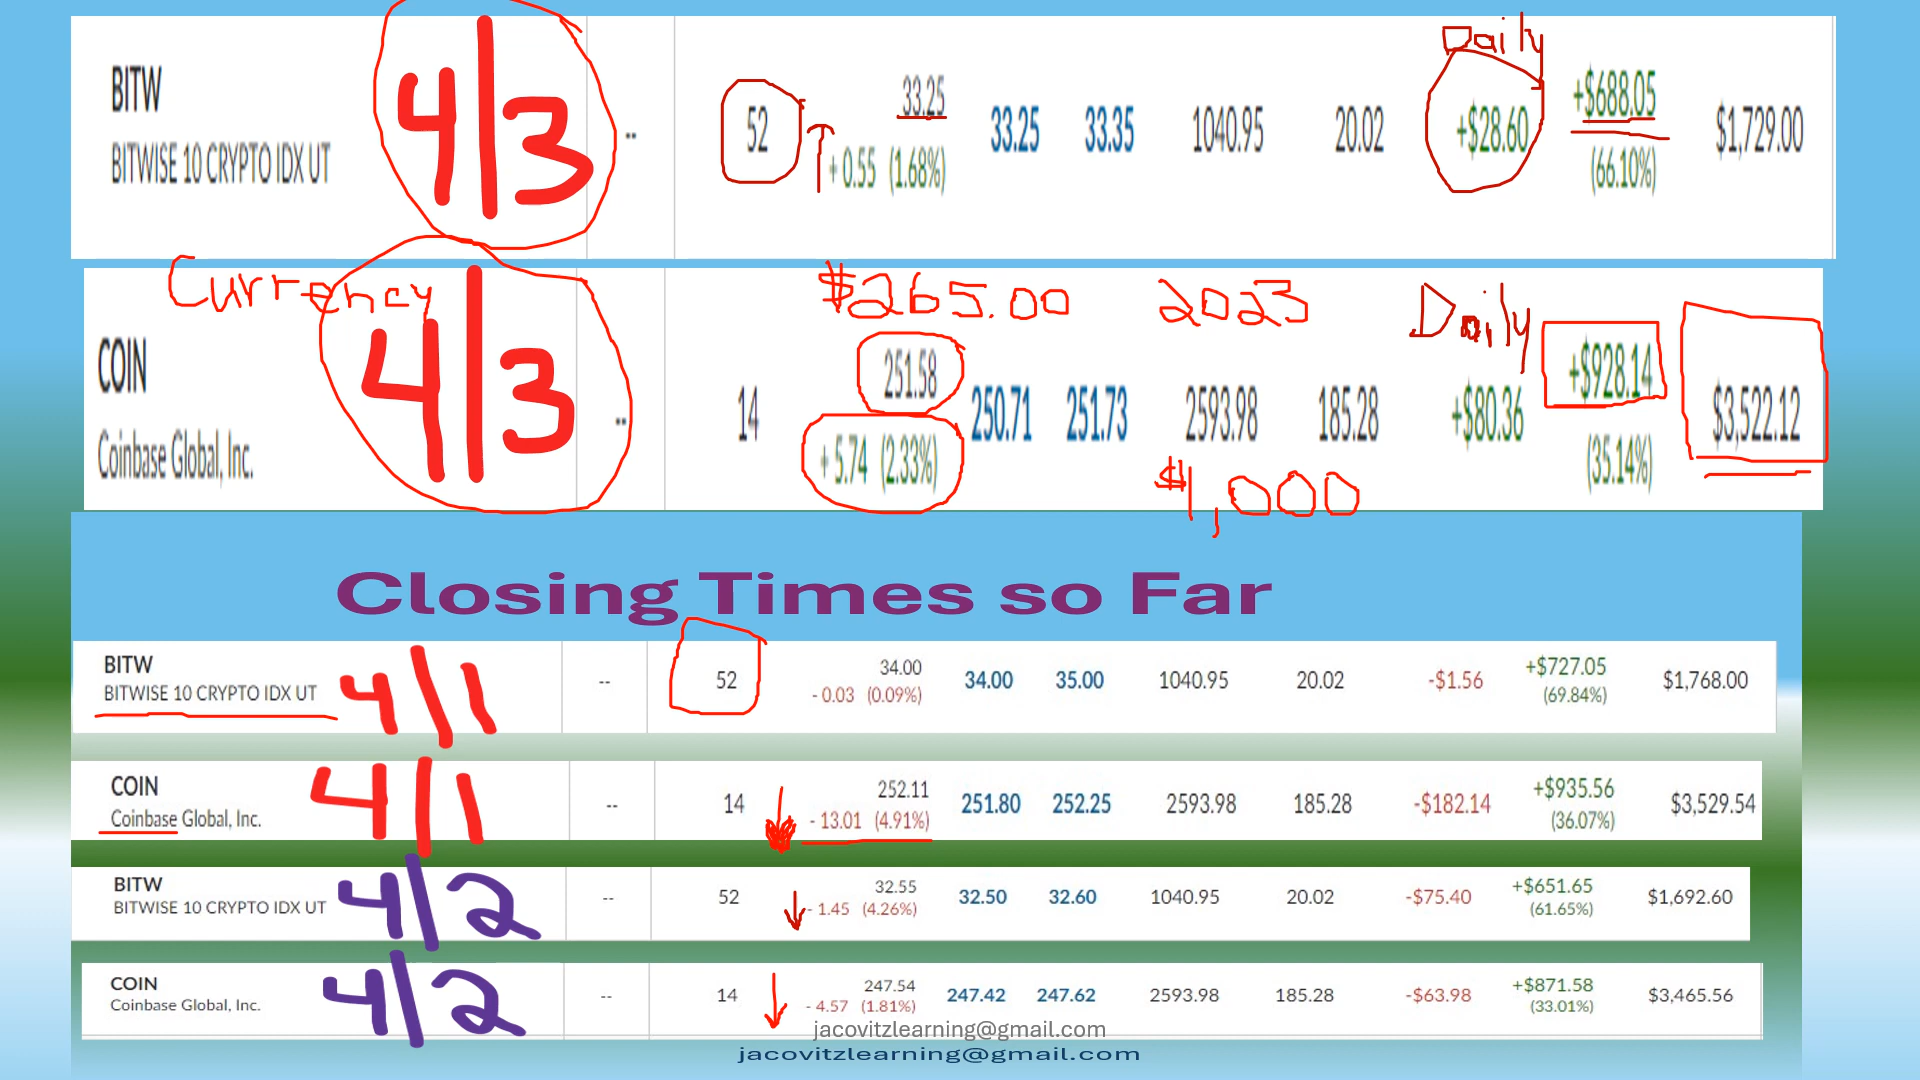 Daily
BITW 4/3 -- 52 33.25 33.25 33.35 1040.95 20.02 +$28.60 +$688.05 $1,729.00
BITWISE 10 CRYPTO IDX UT + 0.55 (1.68%) (66.10%)
Currency $265.00 2023 Daily
COIN 4/3 -- 14 251.58 250.71 251.73 2593.98 185.28 +$80.36 +$928.14 $3,522.12
Coinbase Global, Inc. + 5.74 (2.33%) (35.14%)
$1,000
Closing Times so Far
BITW 4/1 -- 52 34.00 34.00 35.00 1040.95 20.02 -$1.56 +$727.05 $1,768.00
BITWISE 10 CRYPTO IDX UT - 0.03 (0.09%) (69.84%)
COIN 4/1 -- 14 252.11 251.80 252.25 2593.98 185.28 -$182.14 +$935.56 $3,529.54
Coinbase Global, Inc. - 13.01 (4.91%) (36.07%)
BITW 4/2 -- 52 32.55 32.50 32.60 1040.95 20.02 -$75.40 +$651.65 $1,692.60
BITWISE 10 CRYPTO IDX UT - 1.45 (4.26%) (61.65%)
COIN 4/2 -- 14 247.54 247.42 247.62 2593.98 185.28 -$63.98 +$871.58 $3,465.56
Coinbase Global, Inc. - 4.57 (1.81%) (33.01%)
jacovitzlearning@gmail.com
jacovitzlearning@gmail.com